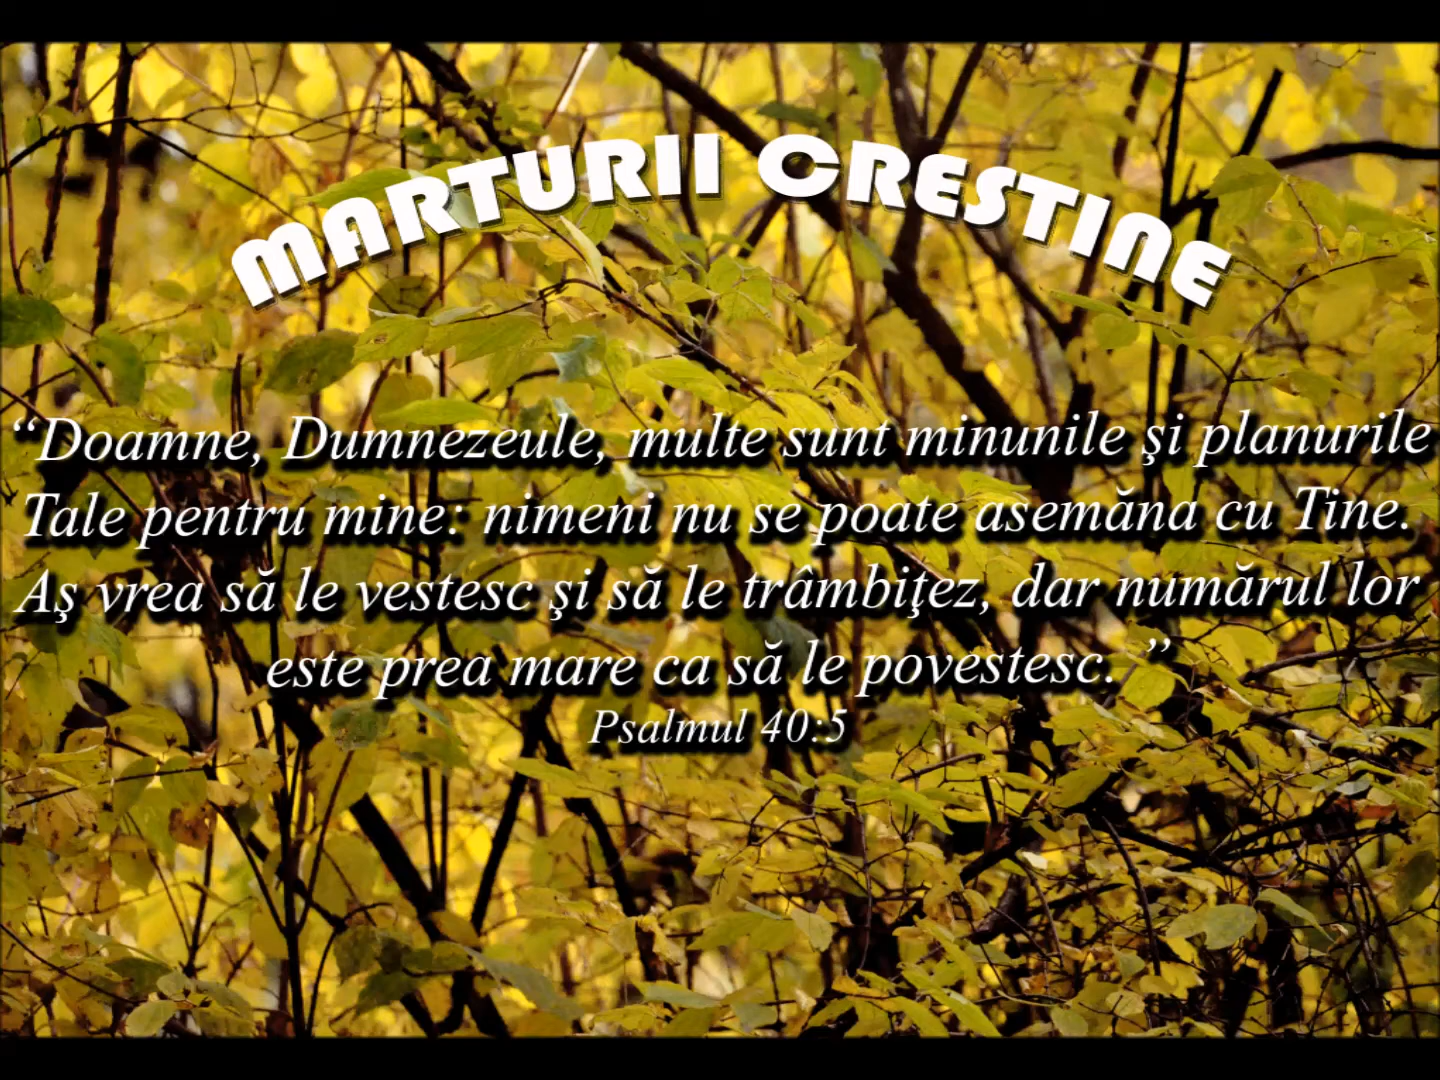 MARTURII CRESTINE
“Doamne, Dumnezeule, multe sunt minunile şi planurile
Tale pentru mine: nimeni nu se poate asemăna cu Tine.
Aş vrea să le vestesc şi să le trâmbiţez, dar numărul lor
este prea mare ca să le povestesc. ”
Psalmul 40:5